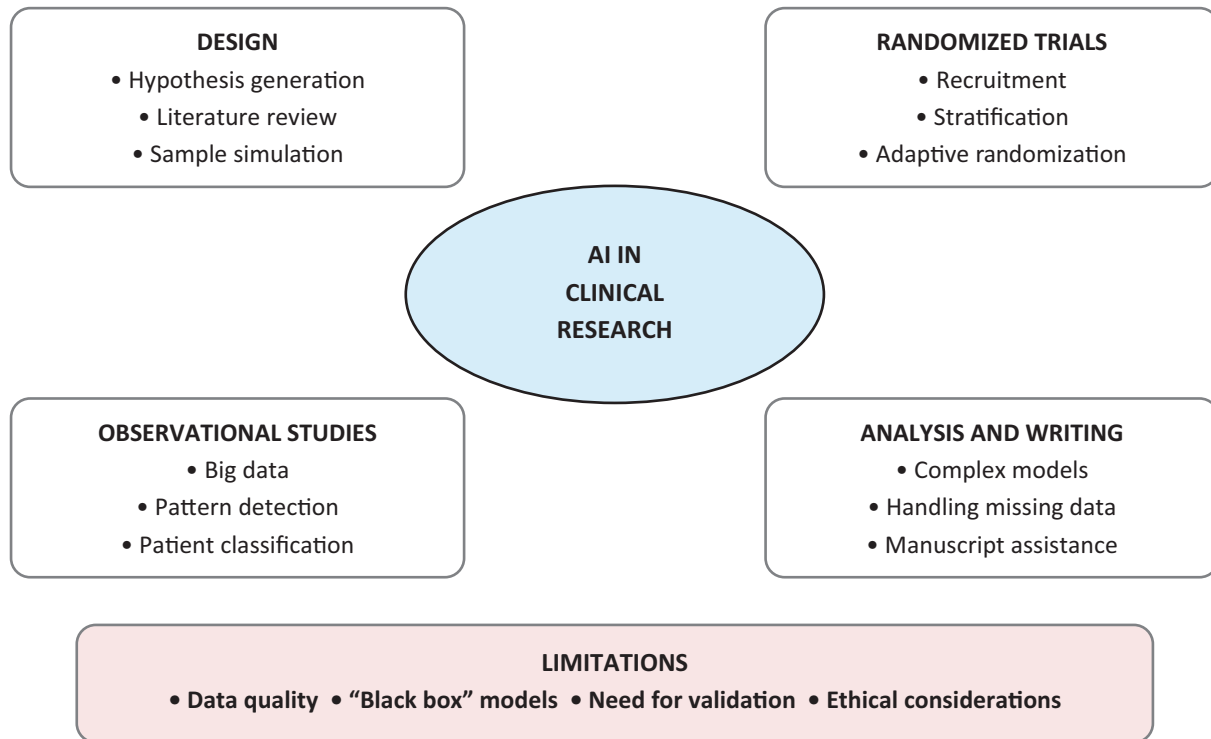 DESIGN
• Hypothesis generation
• Literature review
• Sample simulation
RANDOMIZED TRIALS
• Recruitment
• Stratification
• Adaptive randomization
AI IN
CLINICAL
RESEARCH
OBSERVATIONAL STUDIES
• Big data
• Pattern detection
• Patient classification
ANALYSIS AND WRITING
• Complex models
• Handling missing data
• Manuscript assistance
LIMITATIONS
• Data quality • “Black box” models • Need for validation • Ethical considerations